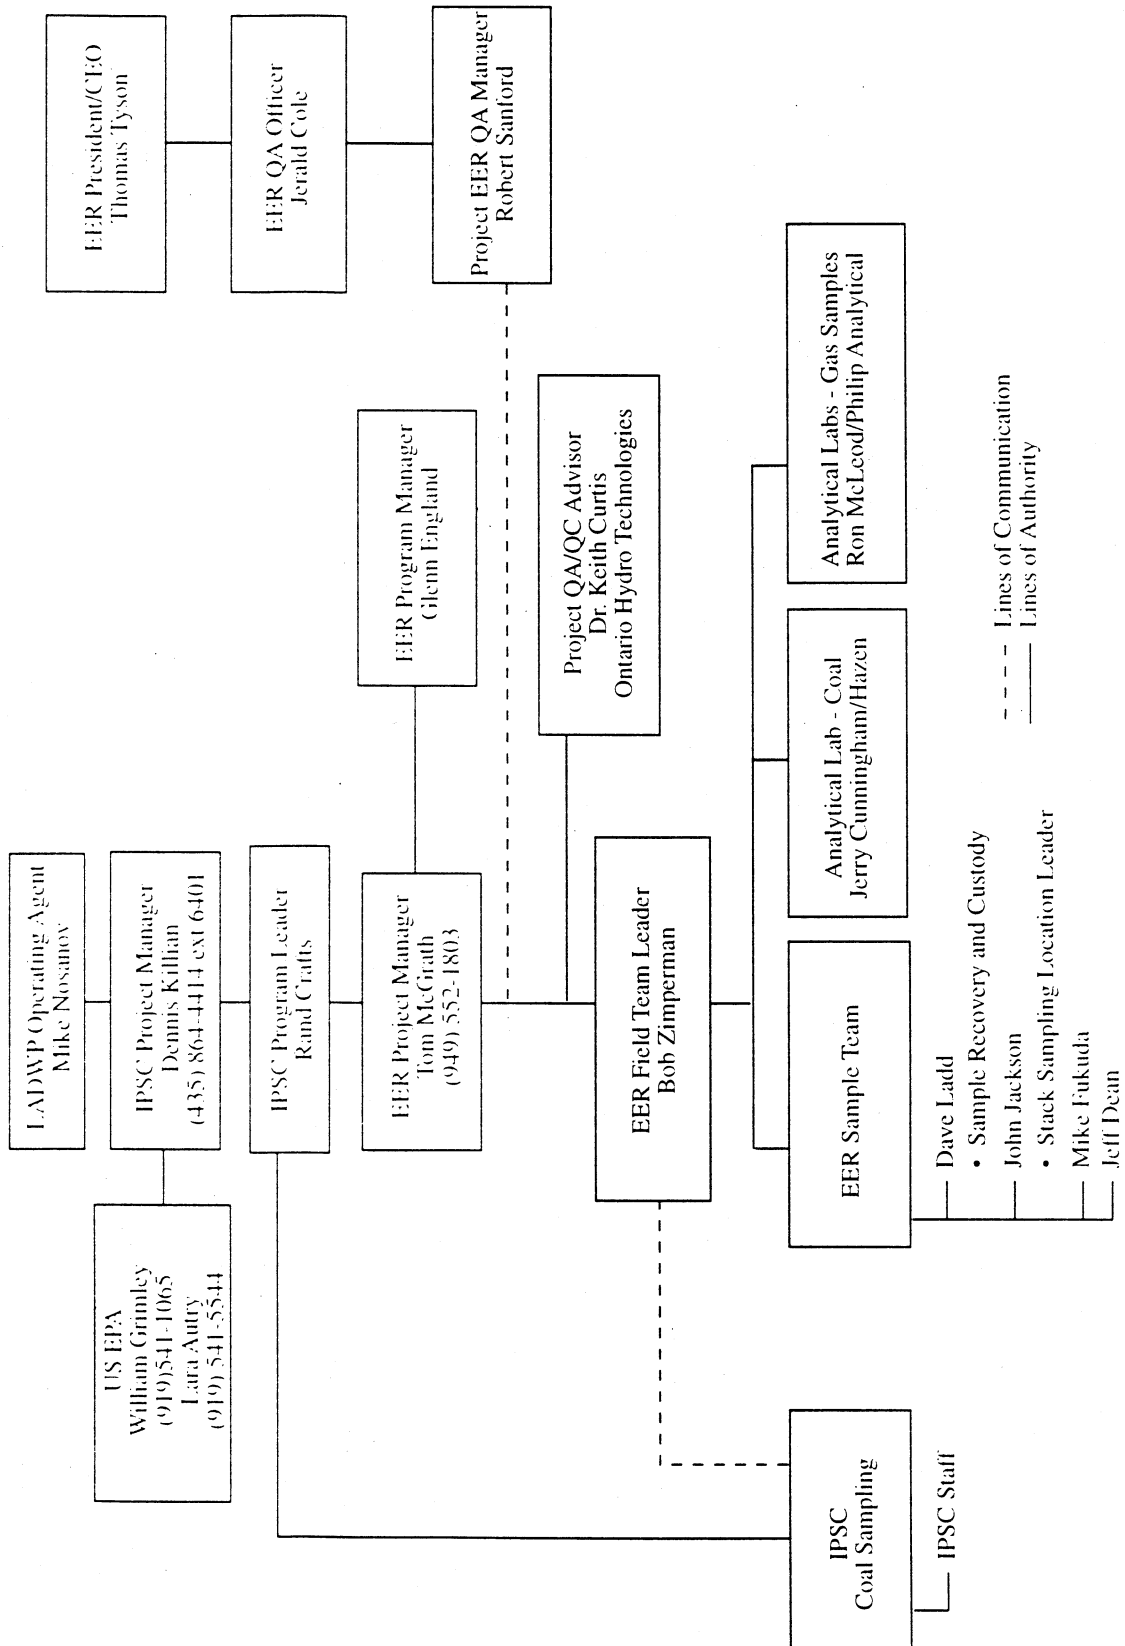 LADWP Operating Agent
Mike Nosanov
US EPA
William Grimley
(919)541-1065
Lara Autry
(919) 541-5544
IPSC Project Manager
Dennis Killian
(435) 864-4414 ext 6401
IPSC Program Leader
Rand Crafts
EER Project Manager
Tom McGrath
(949) 552-1803
EER Program Manager
Glenn England
EER President/CEO
Thomas Tyson
EER QA Officer
Jerald Cole
Project EER QA Manager
Robert Sanford
Project QA/QC Advisor
Dr. Keith Curtis
Ontario Hydro Technologies
EER Field Team Leader
Bob Zimperman
IPSC
Coal Sampling
IPSC Staff
EER Sample Team
Dave Ladd
• Sample Recovery and Custody
John Jackson
• Stack Sampling Location Leader
Mike Fukuda
Jeff Dean
Analytical Lab - Coal
Jerry Cunningham/Hazen
Analytical Labs - Gas Samples
Ron McLeod/Philip Analytical
Lines of Communication
Lines of Authority